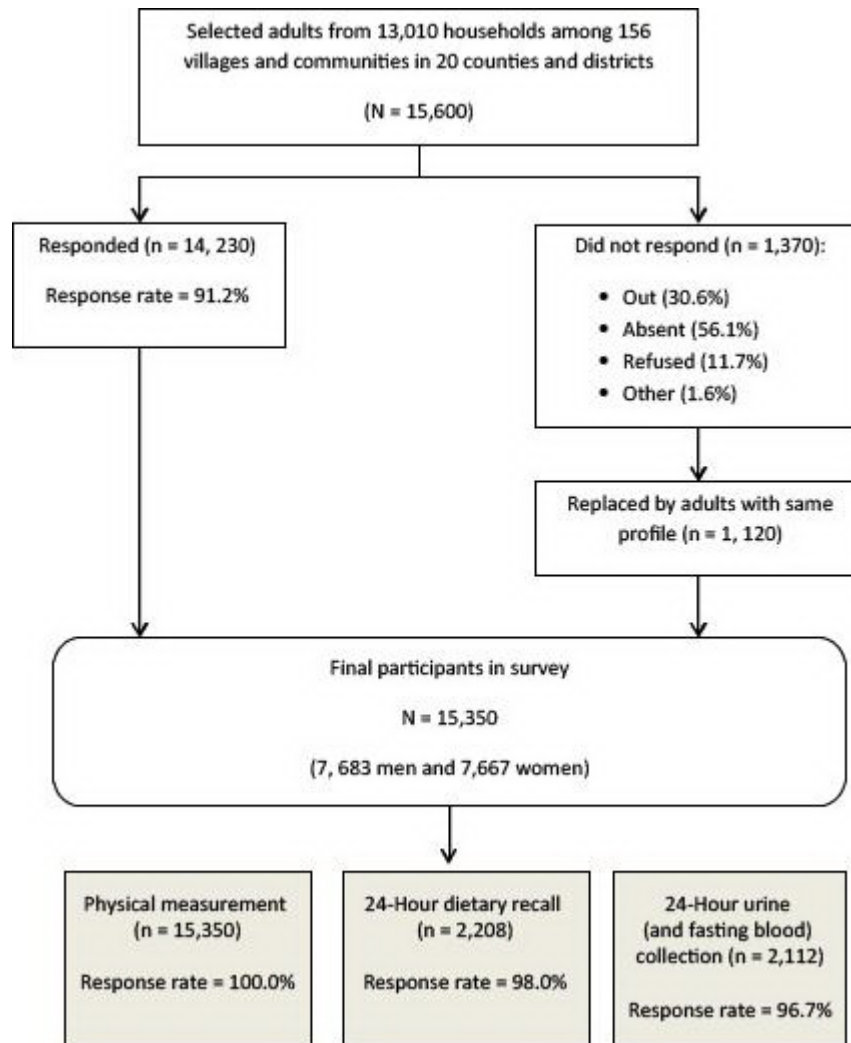 Selected adults from 13,010 households among 156
villages and communities in 20 counties and districts
(N = 15,600)
Responded (n = 14, 230)
Response rate = 91.2%
Did not respond (n = 1,370):
• Out (30.6%)
• Absent (56.1%)
• Refused (11.7%)
• Other (1.6%)
Replaced by adults with same
profile (n = 1, 120)
Final participants in survey
N = 15,350
(7, 683 men and 7,667 women)
Physical measurement
(n = 15,350)
Response rate = 100.0%
24-Hour dietary recall
(n = 2,208)
Response rate = 98.0%
24-Hour urine
(and fasting blood)
collection (n = 2,112)
Response rate = 96.7%